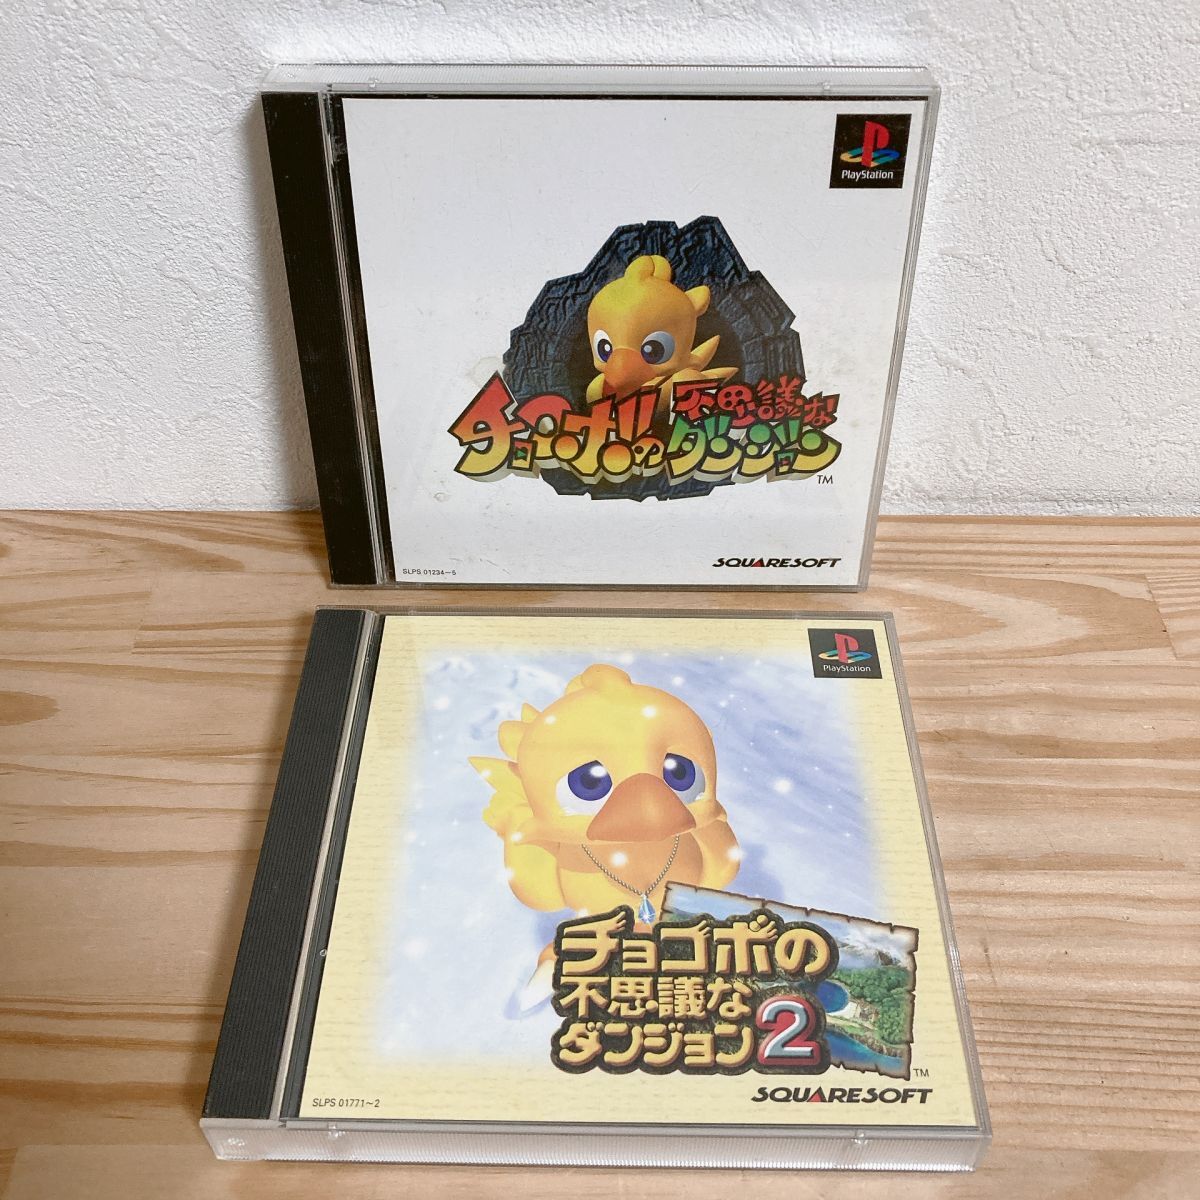 PlayStation
不思議な
チョコボの ダンジョン
TM
SLPS 01234~5
SQUARESOFT
PlayStation
チョコボの
不思議な
ダンジョン2
TM
SLPS 01771~2
SQUARESOFT